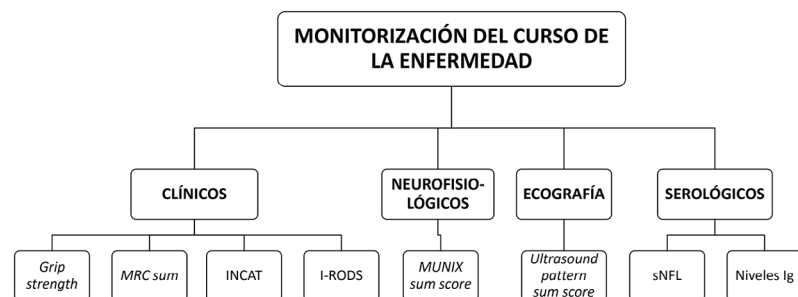 MONITORIZACIÓN DEL CURSO DE
LA ENFERMEDAD
CLÍNICOS
NEUROFISIO-
LÓGICOS
ECOGRAFÍA
SEROLÓGICOS
Grip
strength
MRC sum
INCAT
I-RODS
MUNIX
sum score
Ultrasound
pattern
sum score
sNFL
Niveles Ig